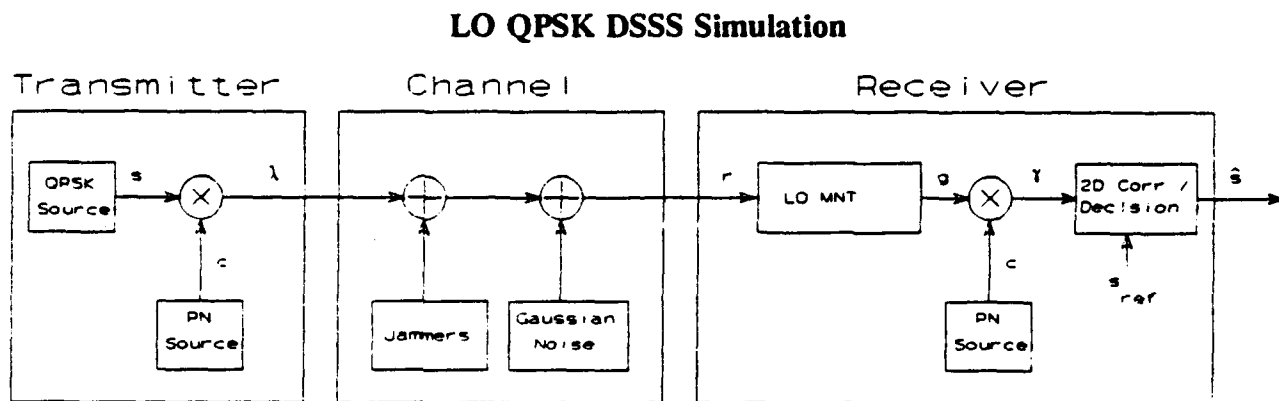 LO QPSK DSSS Simulation
Transmitter
Channel
Receiver
QPSK
Source
s
λ
c
PN
Source
Jammers
Gaussian
Noise
r
LO MNT
g
γ
c
PN
Source
2D Corr /
Decision
s
ref
ŝ